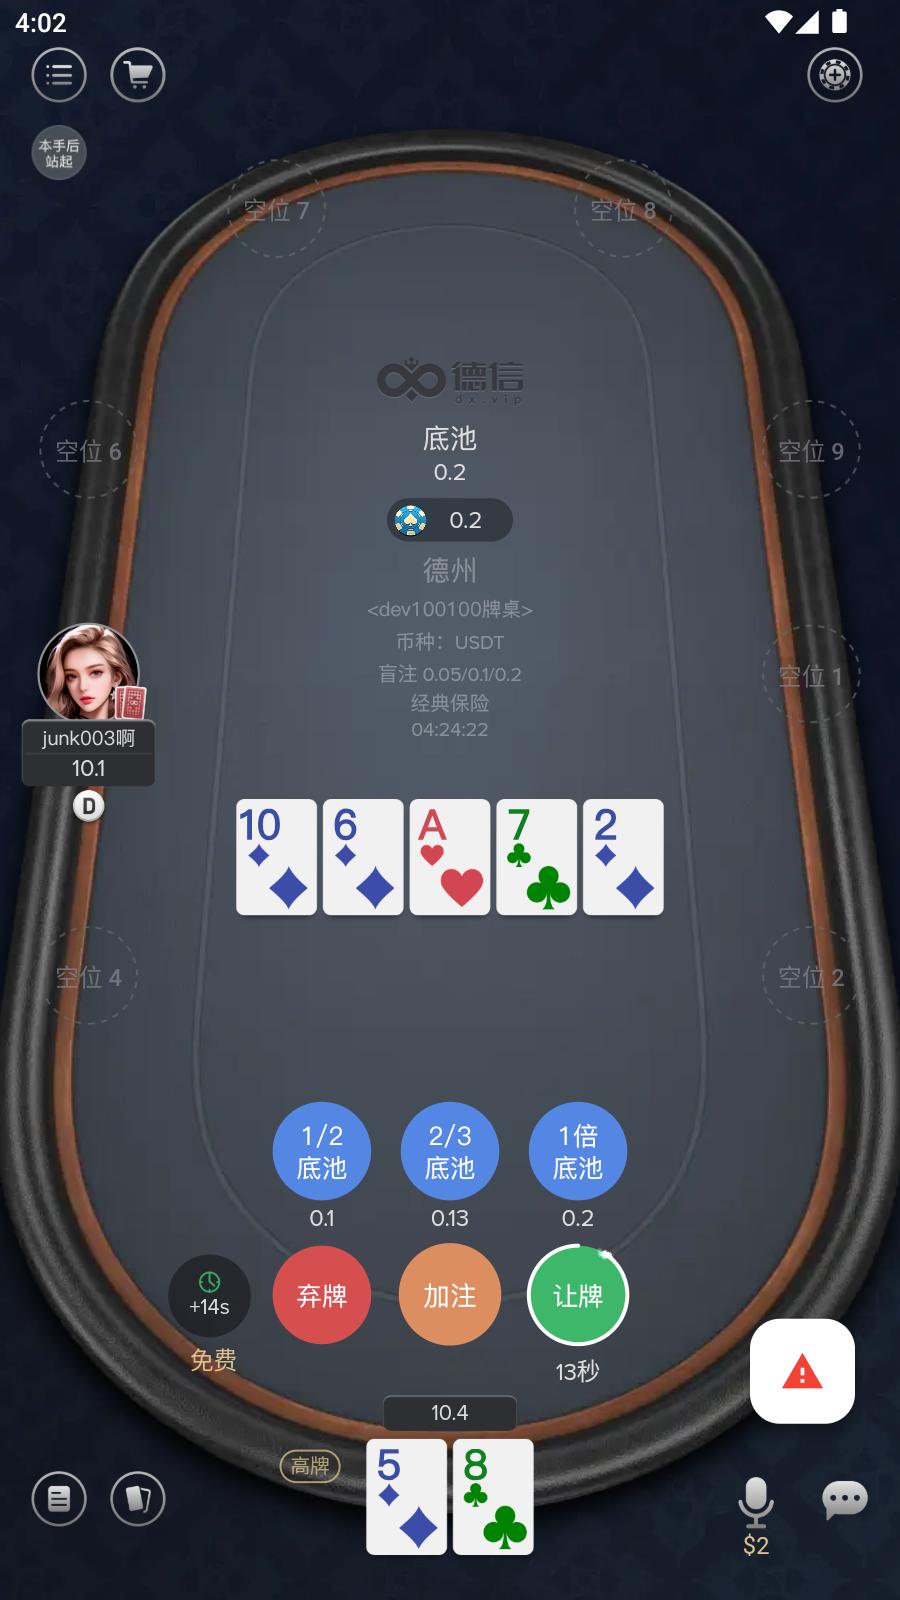 4:02
本手后
站起
空位 7
空位 8
德信
dx.vip
底池
0.2
空位 6
空位 9
0.2
德州
<dev100100牌桌>
币种：USDT
空位 1
盲注 0.05/0.1/0.2
经典保险
04:24:22
junk003啊
10.1
D
10
6
A
7
2
空位 4
空位 2
1/2
底池
2/3
底池
1倍
底池
0.1
0.13
0.2
+14s
弃牌
加注
让牌
免费
13秒
10.4
高牌
5
8
$2